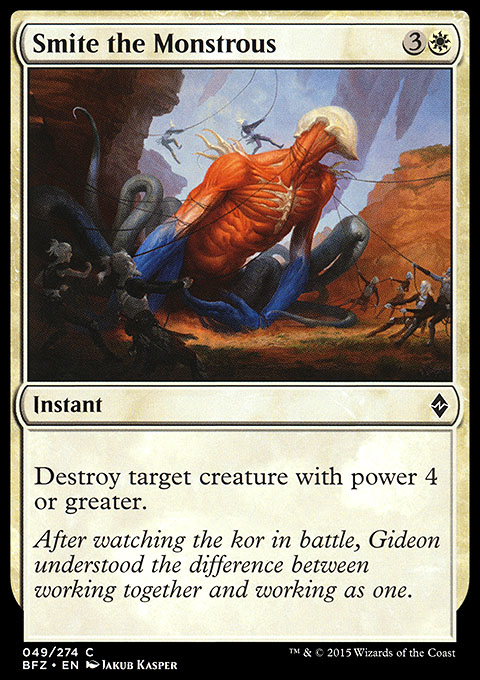 Smite the Monstrous 3
Instant
Destroy target creature with power 4
or greater.
After watching the kor in battle, Gideon
understood the difference between
working together and working as one.
049/274 C
BFZ • EN Jakub Kasper
™ & © 2015 Wizards of the Coast